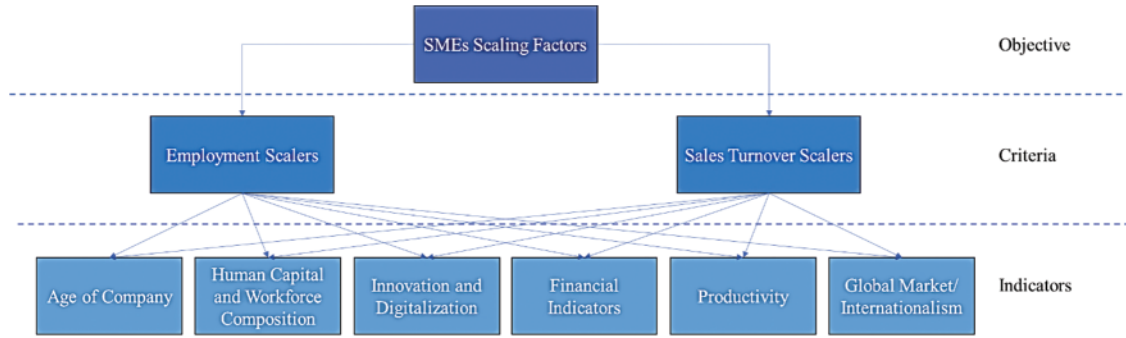 SMEs Scaling Factors
Objective
Employment Scalers
Sales Turnover Scalers
Criteria
Age of Company
Human Capital
and Workforce
Composition
Innovation and
Digitalization
Financial
Indicators
Productivity
Global Market/
Internationalism
Indicators